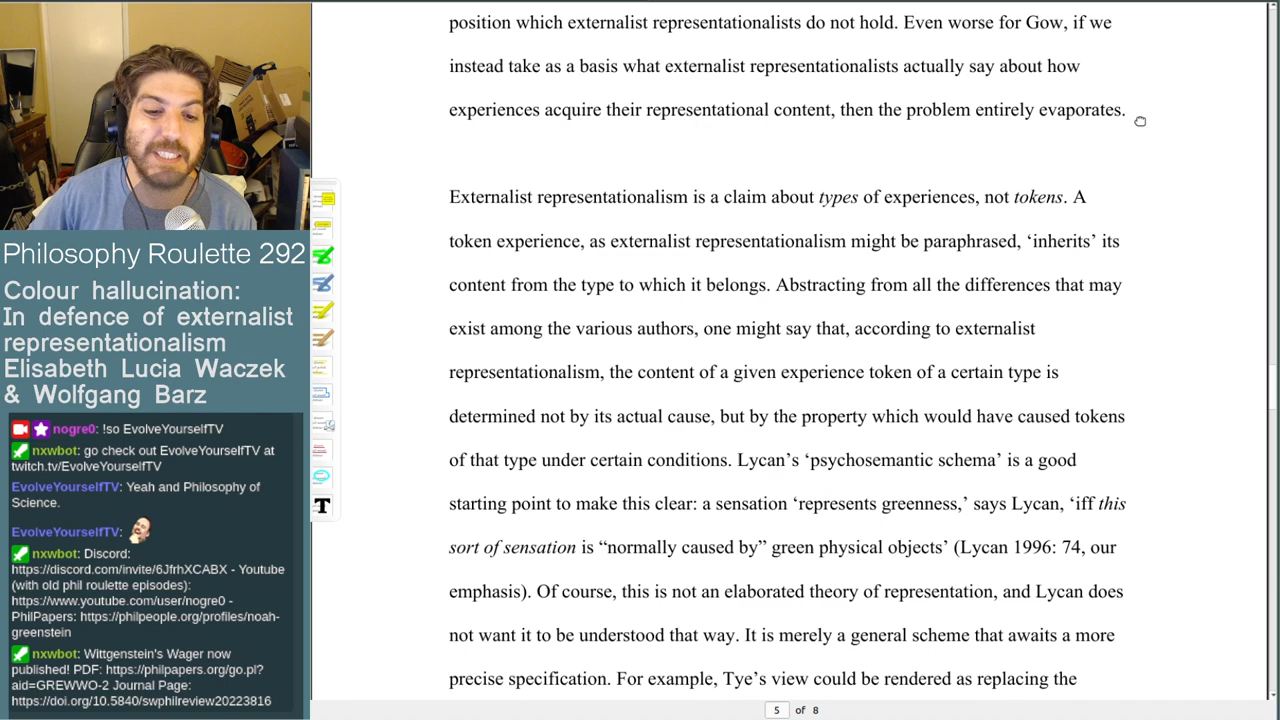 position which externalist representationalists do not hold. Even worse for Gow, if we
instead take as a basis what externalist representationalists actually say about how
experiences acquire their representational content, then the problem entirely evaporates.
Externalist representationalism is a claim about types of experiences, not tokens. A
token experience, as externalist representationalism might be paraphrased, ‘inherits’ its
content from the type to which it belongs. Abstracting from all the differences that may
exist among the various authors, one might say that, according to externalist
representationalism, the content of a given experience token of a certain type is
determined not by its actual cause, but by the property which would have caused tokens
of that type under certain conditions. Lycan’s ‘psychosemantic schema’ is a good
starting point to make this clear: a sensation ‘represents greenness,’ says Lycan, ‘iff this
sort of sensation is “normally caused by” green physical objects’ (Lycan 1996: 74, our
emphasis). Of course, this is not an elaborated theory of representation, and Lycan does
not want it to be understood that way. It is merely a general scheme that awaits a more
precise specification. For example, Tye’s view could be rendered as replacing the
5 of 8
Philosophy Roulette 292
Colour hallucination:
In defence of externalist
representationalism
Elisabeth Lucia Waczek
& Wolfgang Barz
nogre0: !so EvolveYourselfTV
nxwbot: go check out EvolveYourselfTV at
twitch.tv/EvolveYourselfTV
EvolveYourselfTV: Yeah and Philosophy of
Science
EvolveYourselfTV:
nxwbot: Discord:
https://discord.com/invite/6JfrhXCABX - Youtube
(with old phil roulette episodes):
https://www.youtube.com/user/nogre0 -
PhilPapers: https://philpeople.org/profiles/noah-
greenstein
nxwbot: Wittgenstein's Wager now
published! PDF: https://philpapers.org/go.pl?
aid=GREWWO-2 Journal Page:
https://doi.org/10.5840/swphilreview20223816
T